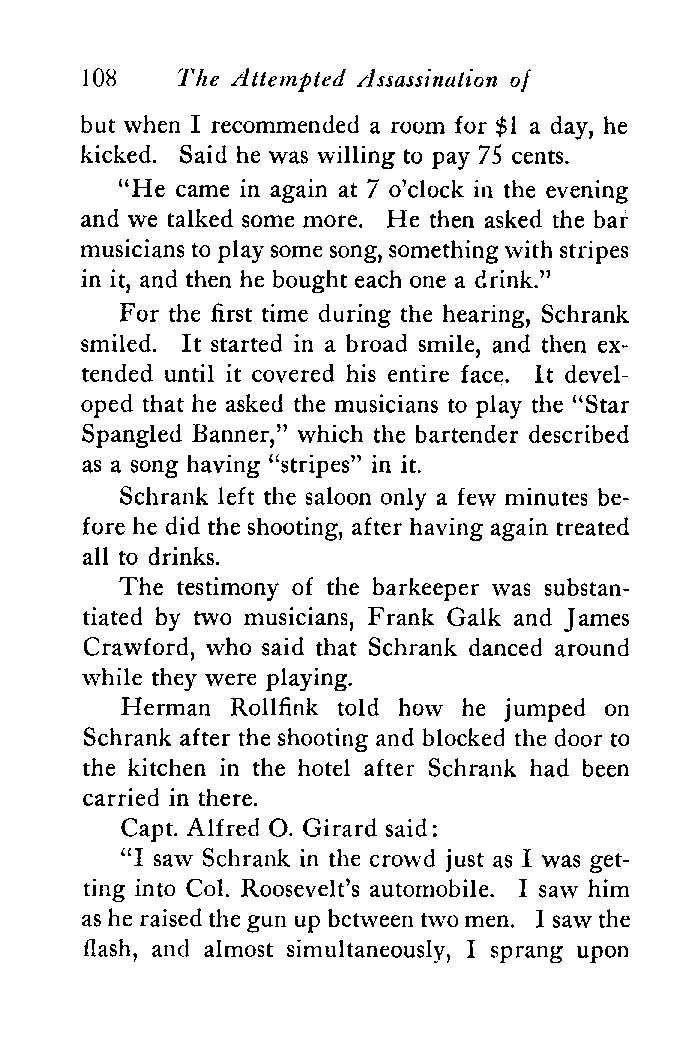 108 The Attempted Assassination of
but when I recommended a room for $1 a day, he
kicked. Said he was willing to pay 75 cents.
“He came in again at 7 o’clock in the evening
and we talked some more. He then asked the bar
musicians to play some song, something with stripes
in it, and then he bought each one a drink.”
For the first time during the hearing, Schrank
smiled. It started in a broad smile, and then ex-
tended until it covered his entire face. It devel-
oped that he asked the musicians to play the “Star
Spangled Banner,” which the bartender described
as a song having “stripes” in it.
Schrank left the saloon only a few minutes be-
fore he did the shooting, after having again treated
all to drinks.
The testimony of the barkeeper was substan-
tiated by two musicians, Frank Galk and James
Crawford, who said that Schrank danced around
while they were playing.
Herman Rollfink told how he jumped on
Schrank after the shooting and blocked the door to
the kitchen in the hotel after Schrank had been
carried in there.
Capt. Alfred O. Girard said:
“I saw Schrank in the crowd just as I was get-
ting into Col. Roosevelt’s automobile. I saw him
as he raised the gun up between two men. I saw the
flash, and almost simultaneously, I sprang upon